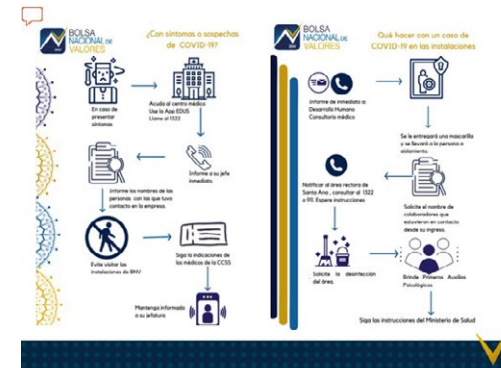 BOLSA
NACIONAL DE
VALORES
¿Con síntomas o sospechas
de COVID-19?
En caso de
presentar
síntomas
Acuda al centro médico
Use la App EDUS
Llame al 1322
Informe a su jefe
inmediato.
Informe los nombres de las
personas con las que tuvo
contacto en la empresa.
Evite visitar las
instalaciones de BNV
Siga la indicaciones de
los médicos de la CCSS
Mantenga informado
a su jefatura
BOLSA
NACIONAL DE
VALORES
Qué hacer con un caso de
COVID-19 en las instalaciones
Informe de inmediato a:
Desarrollo Humano
Consultorio médico
Se le entregará una mascarilla
y se llevará a la persona a
aislamiento.
Notificar al área rectora de
Santa Ana , consultar al 1322
o 911. Espere instrucciones
Solicite el nombre de
colaboradores que
estuvieron en contacto
desde su ingreso.
Solicite la desinfección
del área.
Brinde Primeros Auxilios
Psicológicos
Siga las instrucciones del Ministerio de Salud